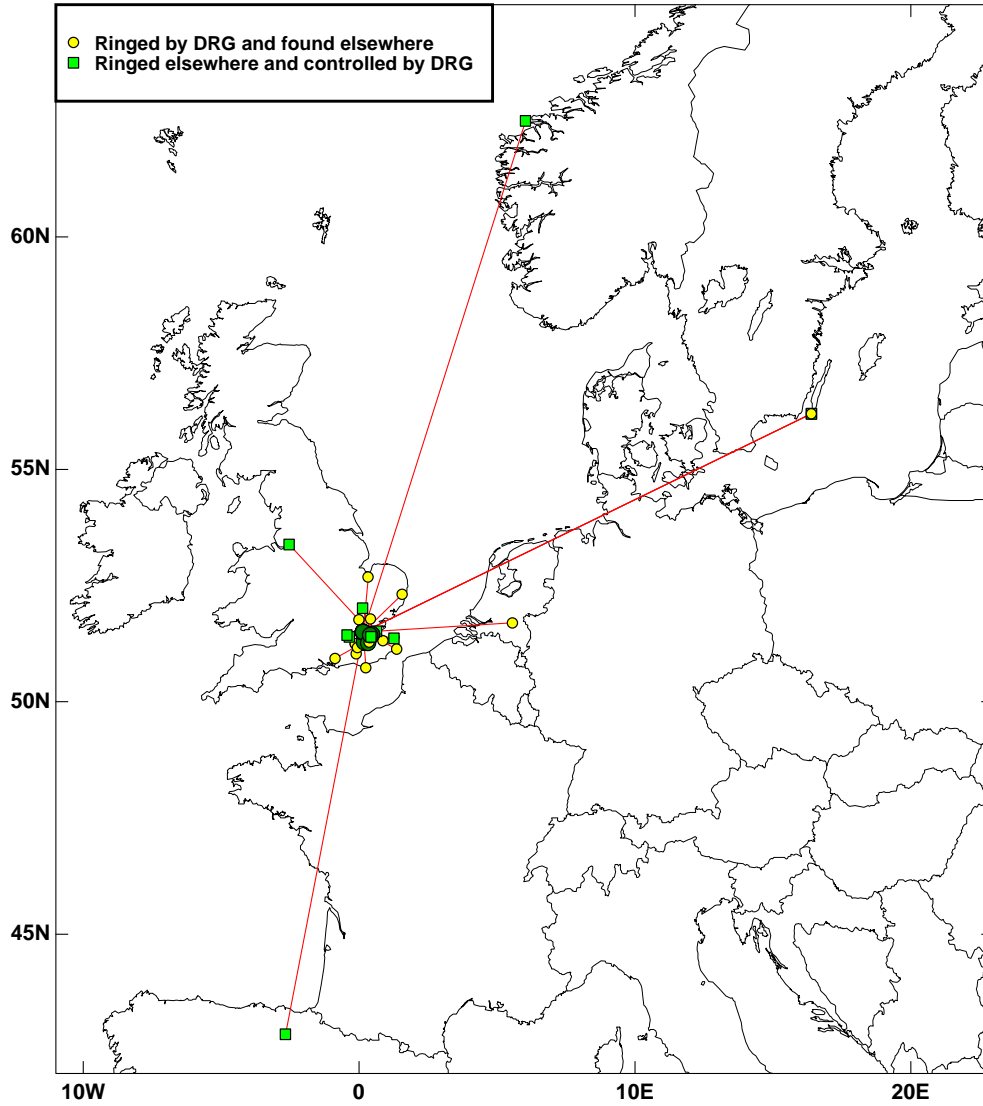 Ringed by DRG and found elsewhere
Ringed elsewhere and controlled by DRG
60N
55N
50N
45N
10W 0 10E 20E